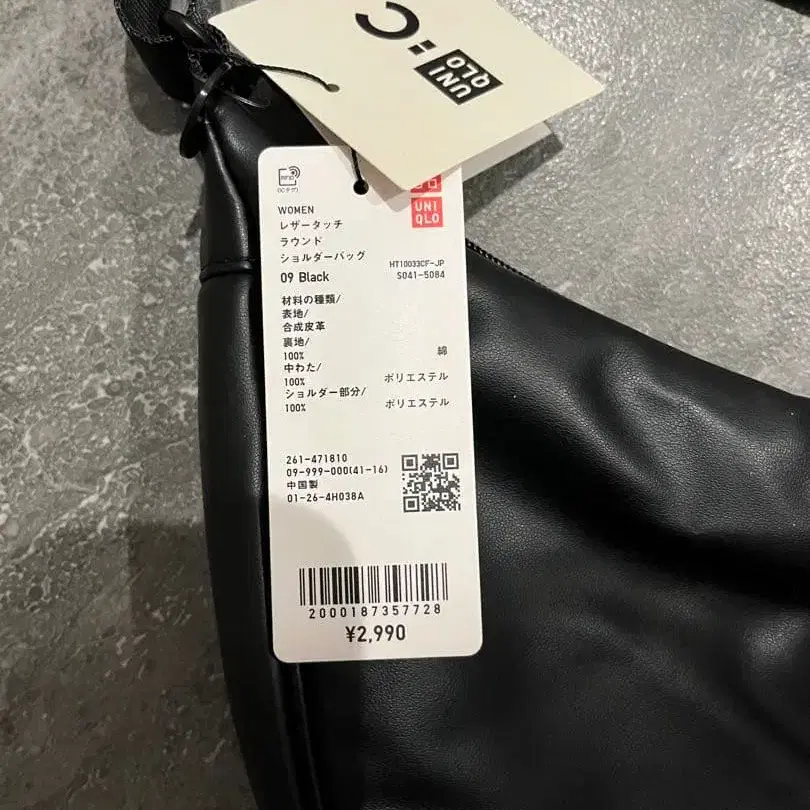 C:
UNI
QLO
RFID
(ICタグ)
UNI
QLO
WOMEN
レザータッチ
ラウンド
ショルダーバッグ
HT10033CF-JP
09 Black
S041-5084
材料の種類/
表地/
合成皮革
裏地/
100% 綿
中わた/
100% ポリエステル
ショルダー部分/
100% ポリエステル
261-471810
09-999-000(41-16)
中国製
01-26-4H038A
2000187357728
¥2,990